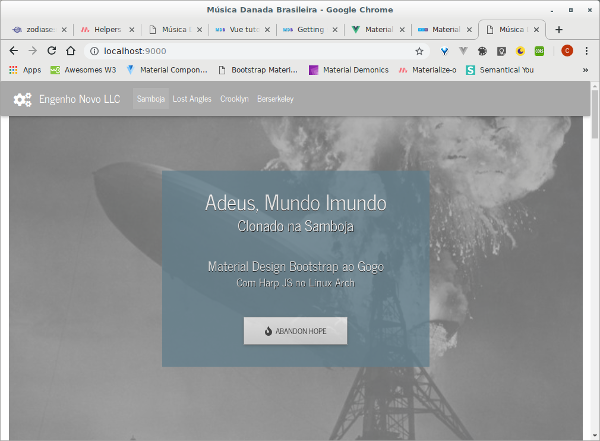 Música Danada Brasileira - Google Chrome
zodiase
Helpers
Música D
Vue tuto
Getting
Material
Material
Música D
localhost:9000
C
Apps
Awesomes W3
Material Compon...
Bootstrap Materi...
Material Demonics
Materialize-o
Semantical You
»
Engenho Novo LLC
Samboja
Lost Angles
Crooklyn
Berserkeley
Adeus, Mundo Imundo
Clonado na Samboja
Material Design Bootstrap ao Gogo
Com Harp JS no Linux Arch
ABANDON HOPE